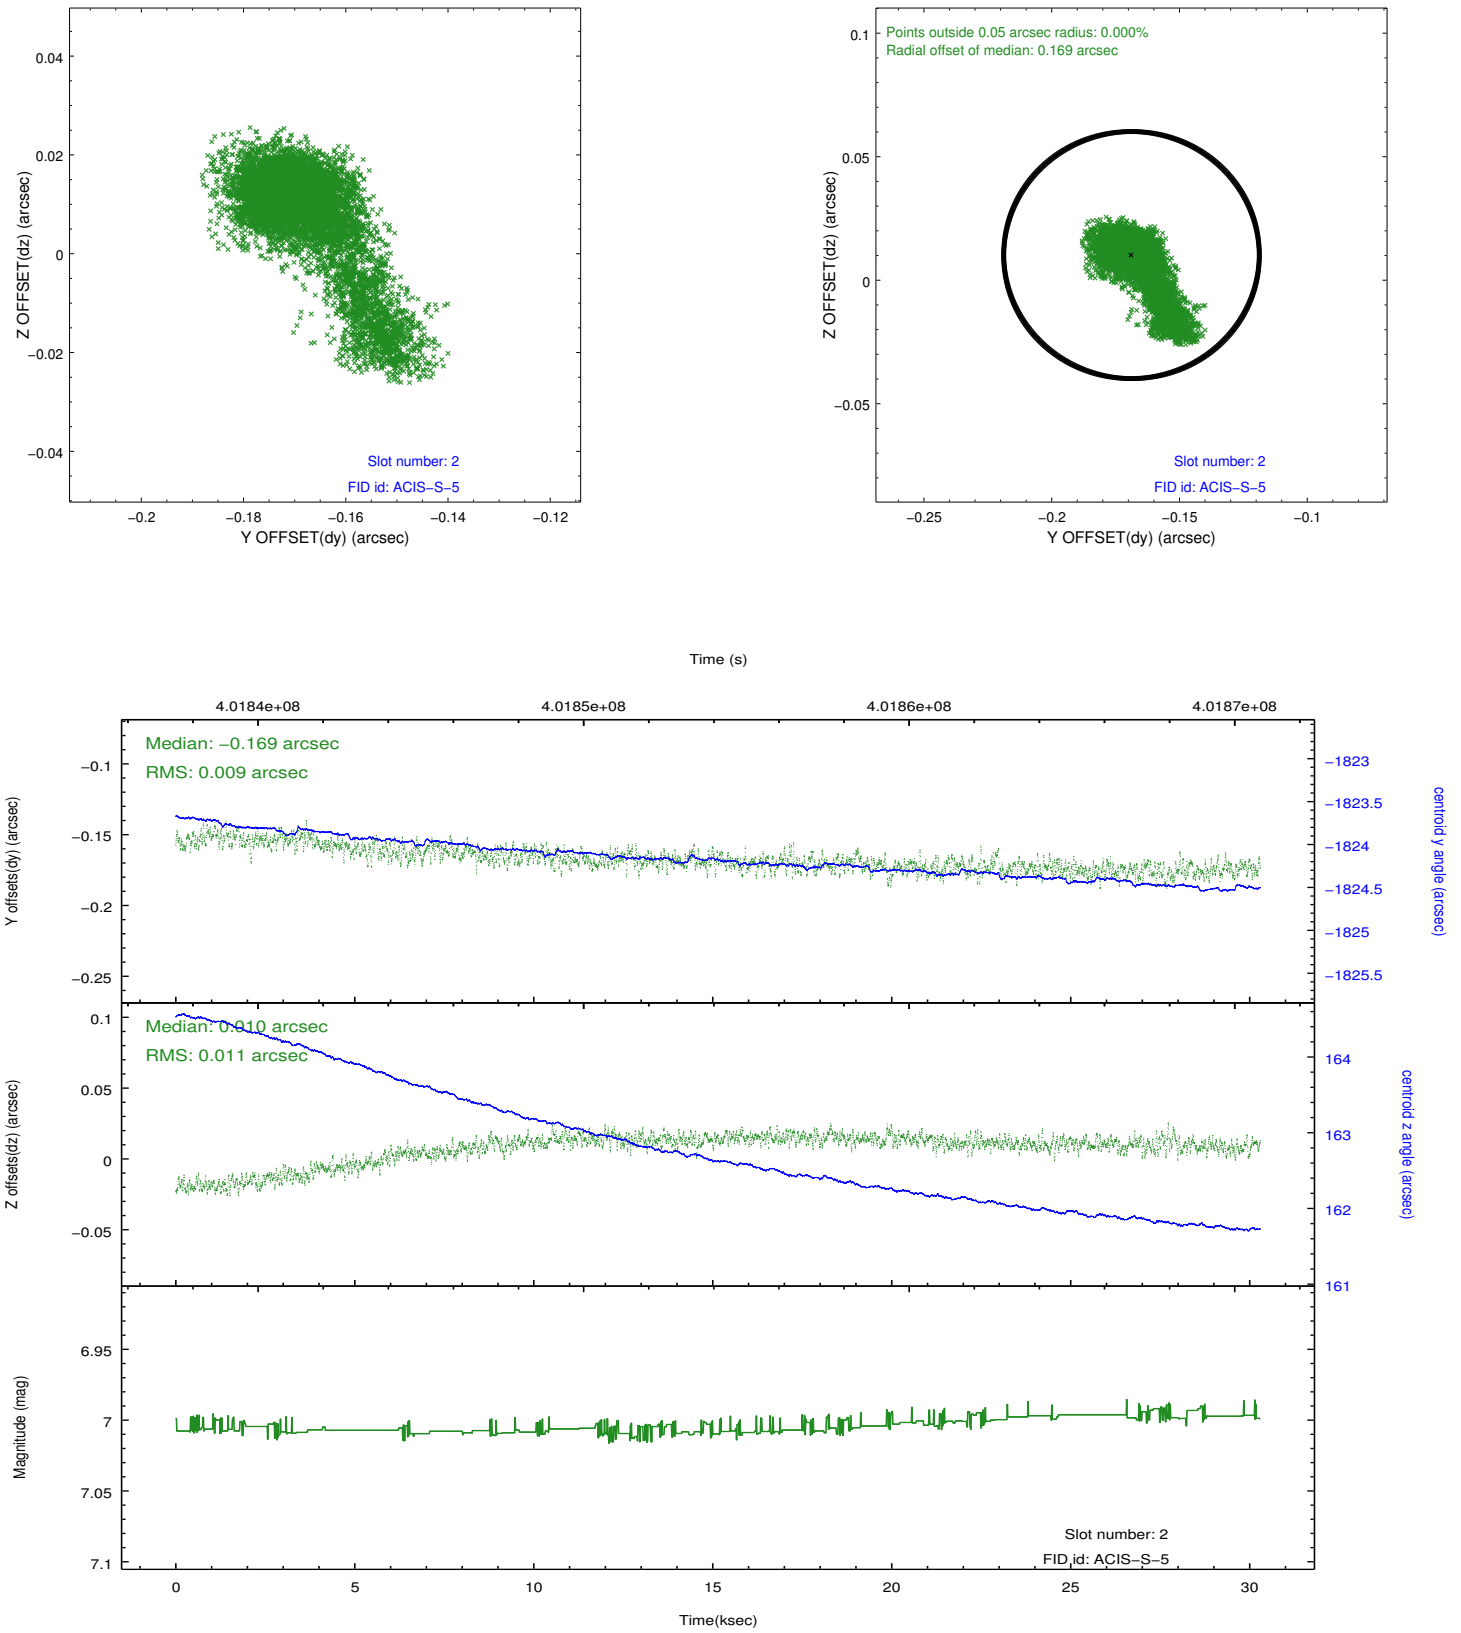 0.04
0.02
0
−0.02
−0.04
Z OFFSET(dz) (arcsec)
Slot number: 2
FID id: ACIS−S−5
−0.2
−0.18
−0.16
−0.14
−0.12
Y OFFSET(dy) (arcsec)
Points outside 0.05 arcsec radius: 0.000%
Radial offset of median: 0.169 arcsec
0.1
0.05
0
−0.05
Z OFFSET(dz) (arcsec)
Slot number: 2
FID id: ACIS−S−5
−0.25
−0.2
−0.15
−0.1
Y OFFSET(dy) (arcsec)
Time (s)
4.0184e+08
4.0185e+08
4.0186e+08
4.0187e+08
Median: −0.169 arcsec
RMS: 0.009 arcsec
−0.1
−0.15
−0.2
−0.25
Y offsets(dy) (arcsec)
−1823
−1823.5
−1824
−1824.5
−1825
−1825.5
centroid y angle (arcsec)
Median: 0.010 arcsec
RMS: 0.011 arcsec
0.1
0.05
0
−0.05
Z offsets(dz) (arcsec)
164
163
162
161
centroid z angle (arcsec)
6.95
7
7.05
7.1
Magnitude (mag)
Slot number: 2
FID id: ACIS−S−5
0
5
10
15
20
25
30
Time(ksec)